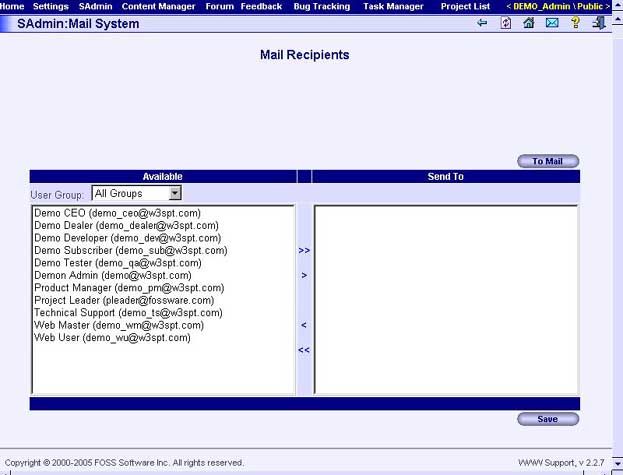 Home Settings SAdmin Content Manager Forum Feedback Bug Tracking Task Manager Project List < DEMO_Admin \ Public >
SAdmin:Mail System
Mail Recipients
To Mail
Available Send To
User Group: All Groups
Demo CEO (demo_ceo@w3spt.com)
Demo Dealer (demo_dealer@w3spt.com)
Demo Developer (demo_dev@w3spt.com)
Demo Subscriber (demo_sub@w3spt.com)
>>
Demo Tester (demo_qa@w3spt.com)
Demon Admin (demo@w3spt.com)
>
Product Manager (demo_pm@w3spt.com)
Project Leader (pleader@fossware.com)
Technical Support (demo_ts@w3spt.com)
Web Master (demo_wm@w3spt.com)
<
Web User (demo_wu@w3spt.com)
<<
Save
Copyright © 2000-2005 FOSS Software Inc. All rights reserved. WWW Support, v 2.2.7